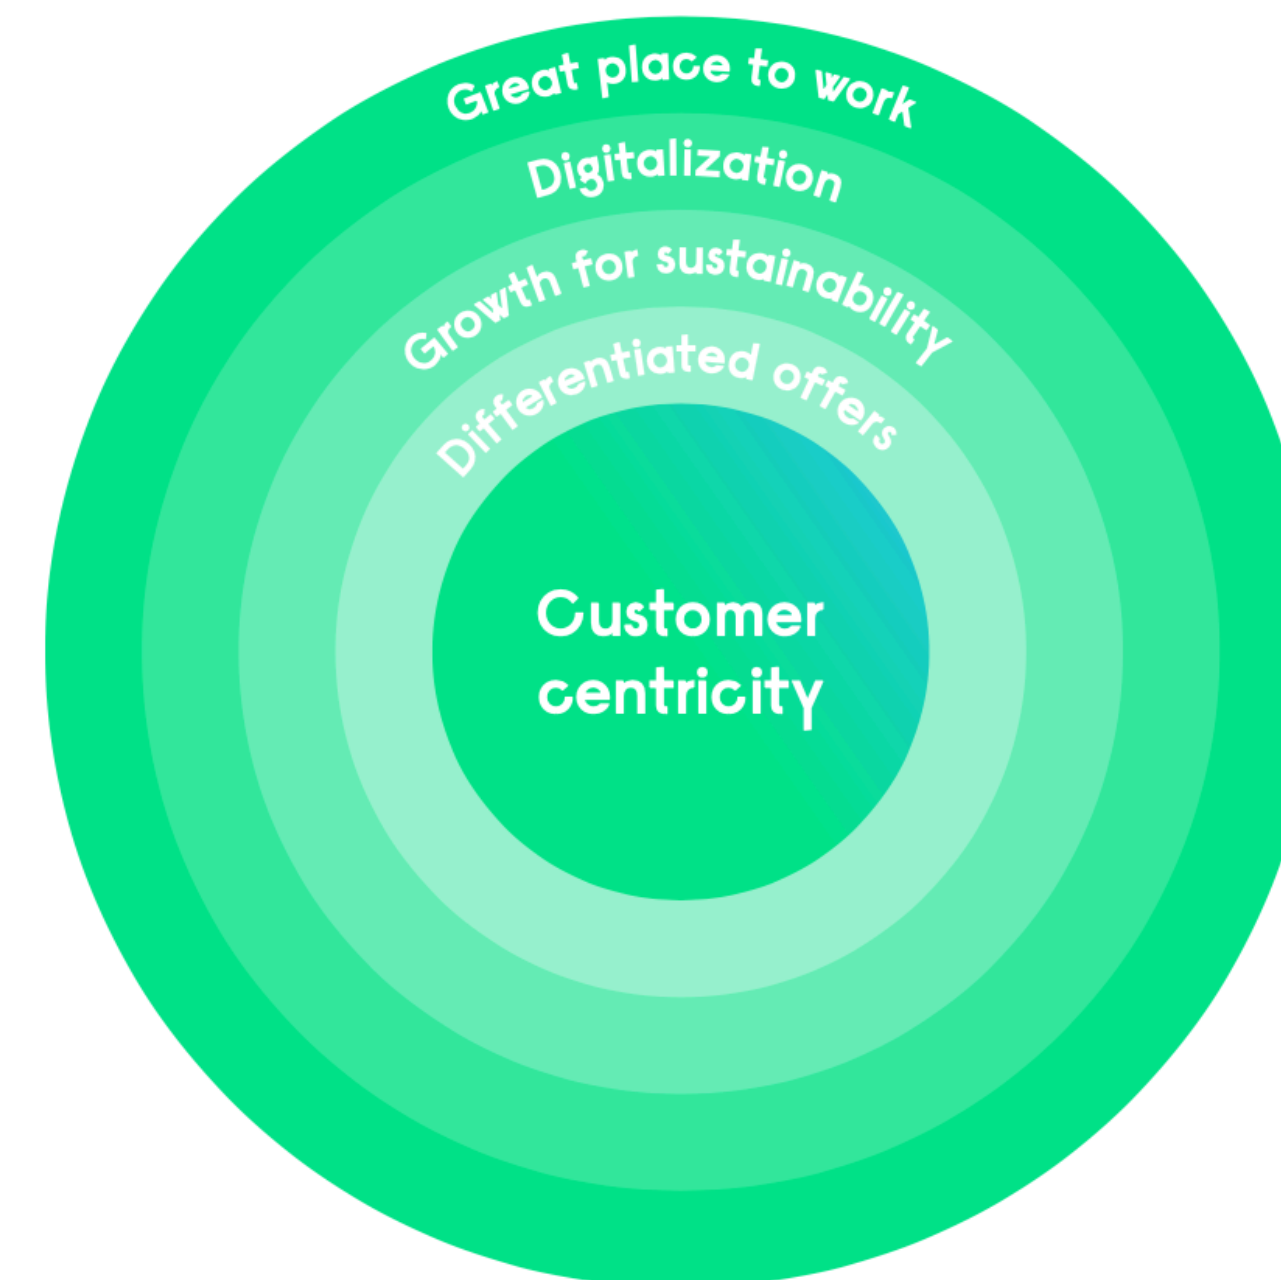 Great place to work
Digitalization
Growth for sustainability
Differentiated offers
Customer
centricity